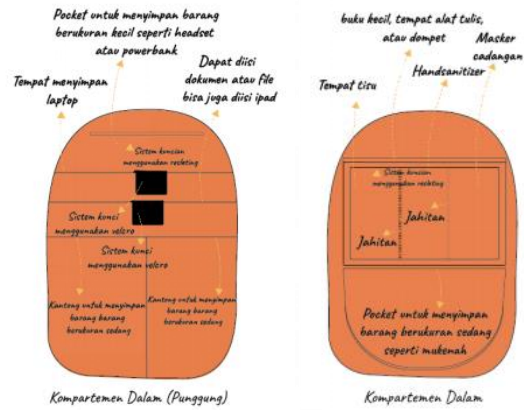 Pocket untuk menyimpan barang
berukuran kecil seperti headset
atau powerbank
Dapat diisi
dokumen atau file
bisa juga diisi ipad
Tempat menyimpan
laptop
Sistem kuncian
menggunakan resleting
Sistem kunci
menggunakan velcro
Sistem kunci
menggunakan velcro
Kantong untuk menyimpan
barang barang
berukuran sedang
Kantong untuk menyimpan
barang barang
berukuran sedang
Kompartemen Dalam (Punggung)
buku kecil, tempat alat tulis,
atau dompet
Masker
cadangan
Handsanitizer
Tempat tisu
Sistem kuncian
menggunakan resleting
Jahitan
Jahitan
Pocket untuk menyimpan
barang berukuran sedang
seperti mukenah
Kompartemen Dalam